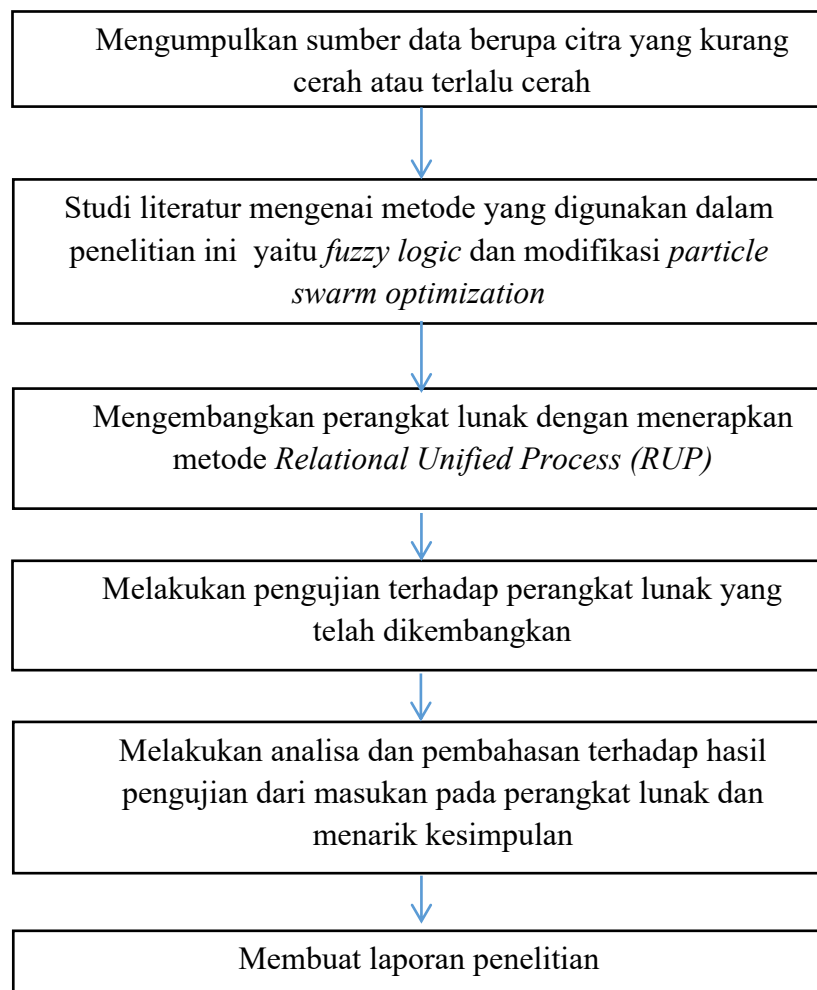 Mengumpulkan sumber data berupa citra yang kurang
cerah atau terlalu cerah
Studi literatur mengenai metode yang digunakan dalam
penelitian ini yaitu fuzzy logic dan modifikasi particle
swarm optimization
Mengembangkan perangkat lunak dengan menerapkan
metode Relational Unified Process (RUP)
Melakukan pengujian terhadap perangkat lunak yang
telah dikembangkan
Melakukan analisa dan pembahasan terhadap hasil
pengujian dari masukan pada perangkat lunak dan
menarik kesimpulan
Membuat laporan penelitian